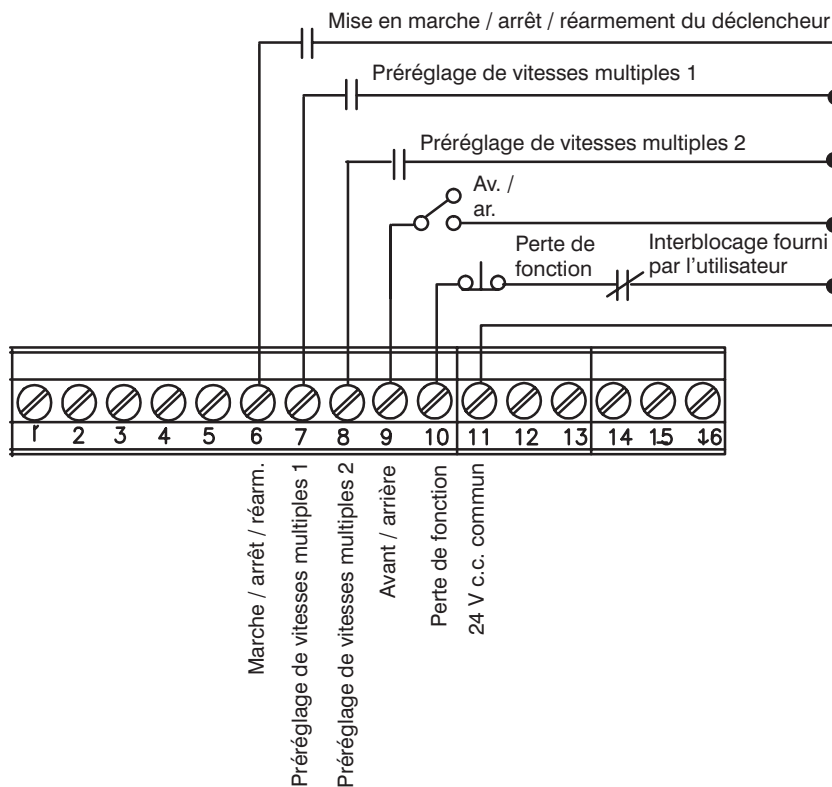 Mise en marche / arrêt / réarmement du déclencheur
Préréglage de vitesses multiples 1
Préréglage de vitesses multiples 2
Av. /
ar.
Perte de
fonction
Interblocage fourni
par l'utilisateur
1 2 3 4 5 6 7 8 9 10 11 12 13 14 15 16
Marche / arrêt / réarm.
Préréglage de vitesses multiples 1
Préréglage de vitesses multiples 2
Avant / arrière
Perte de fonction
24 V c.c. commun